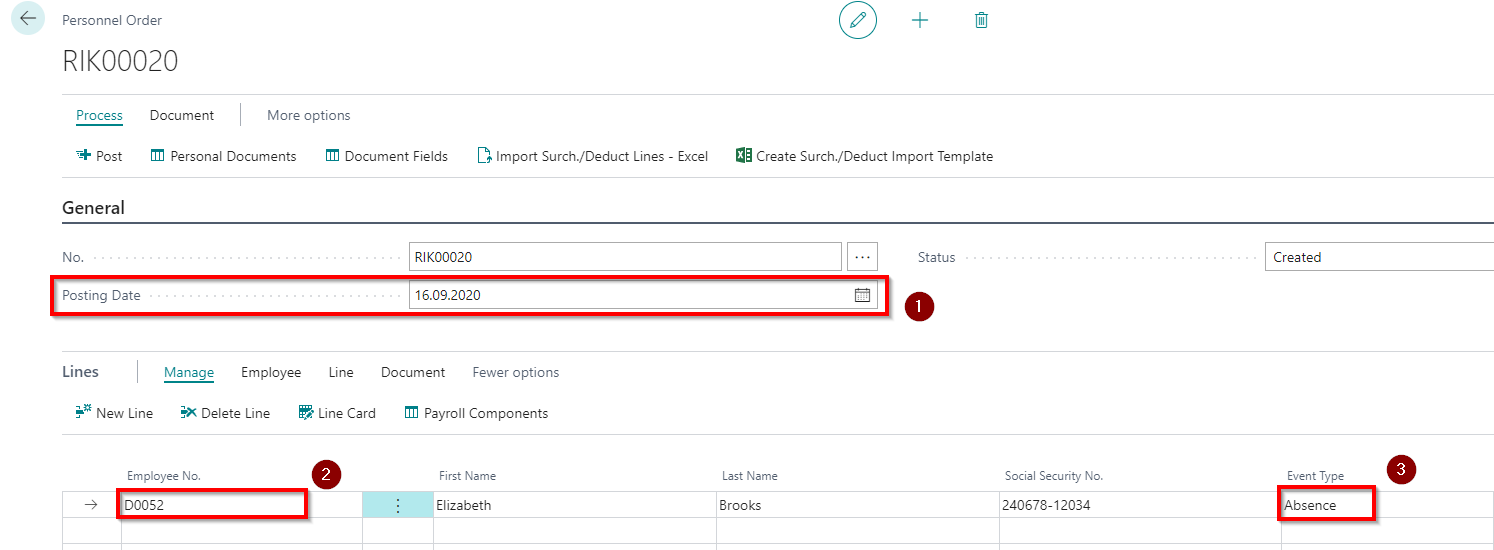 Personnel Order
RIK00020
Process Document More options
Post Personal Documents Document Fields Import Surch./Deduct Lines - Excel Create Surch./Deduct Import Template
General
No. RIK00020 ... Status Created
Posting Date 16.09.2020 1
Lines Manage Employee Line Document Fewer options
New Line Delete Line Line Card Payroll Components
Employee No. 2 First Name Last Name Social Security No. Event Type 3
D0052 Elizabeth Brooks 240678-12034 Absence